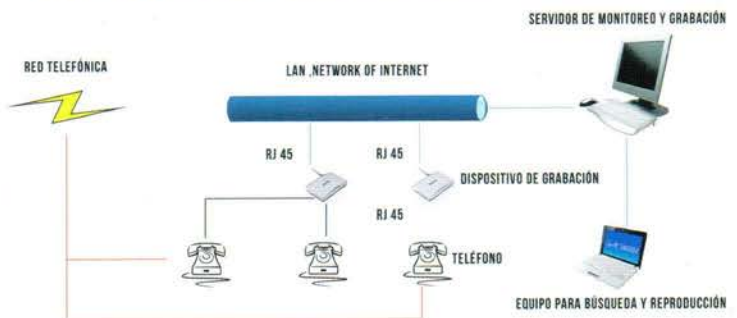 SERVIDOR DE MONITOREO Y GRABACIÓN
RED TELEFÓNICA
LAN ,NETWORK OF INTERNET
RJ 45
RJ 45
DISPOSITIVO DE GRABACIÓN
RJ 45
TELÉFONO
EQUIPO PARA BÚSQUEDA Y REPRODUCCIÓN